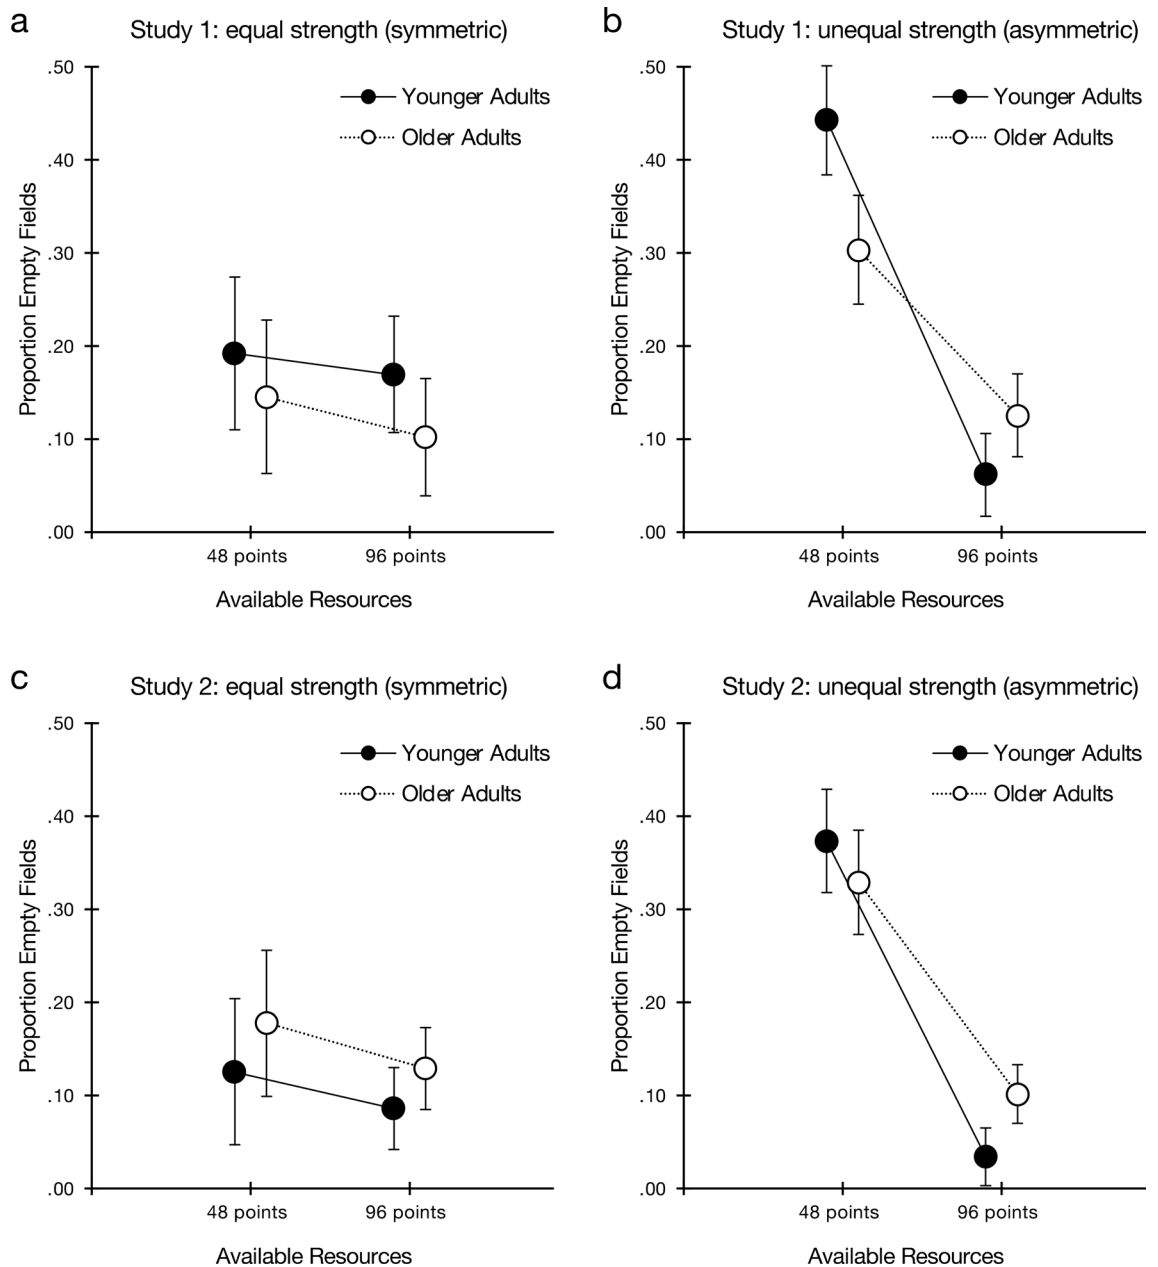 a
Study 1: equal strength (symmetric)
.50
.40
.30
.20
.10
.00
Proportion Empty Fields
Younger Adults
Older Adults
48 points
96 points
Available Resources
b
Study 1: unequal strength (asymmetric)
.50
.40
.30
.20
.10
.00
Proportion Empty Fields
Younger Adults
Older Adults
48 points
96 points
Available Resources
c
Study 2: equal strength (symmetric)
.50
.40
.30
.20
.10
.00
Proportion Empty Fields
Younger Adults
Older Adults
48 points
96 points
Available Resources
d
Study 2: unequal strength (asymmetric)
.50
.40
.30
.20
.10
.00
Proportion Empty Fields
Younger Adults
Older Adults
48 points
96 points
Available Resources